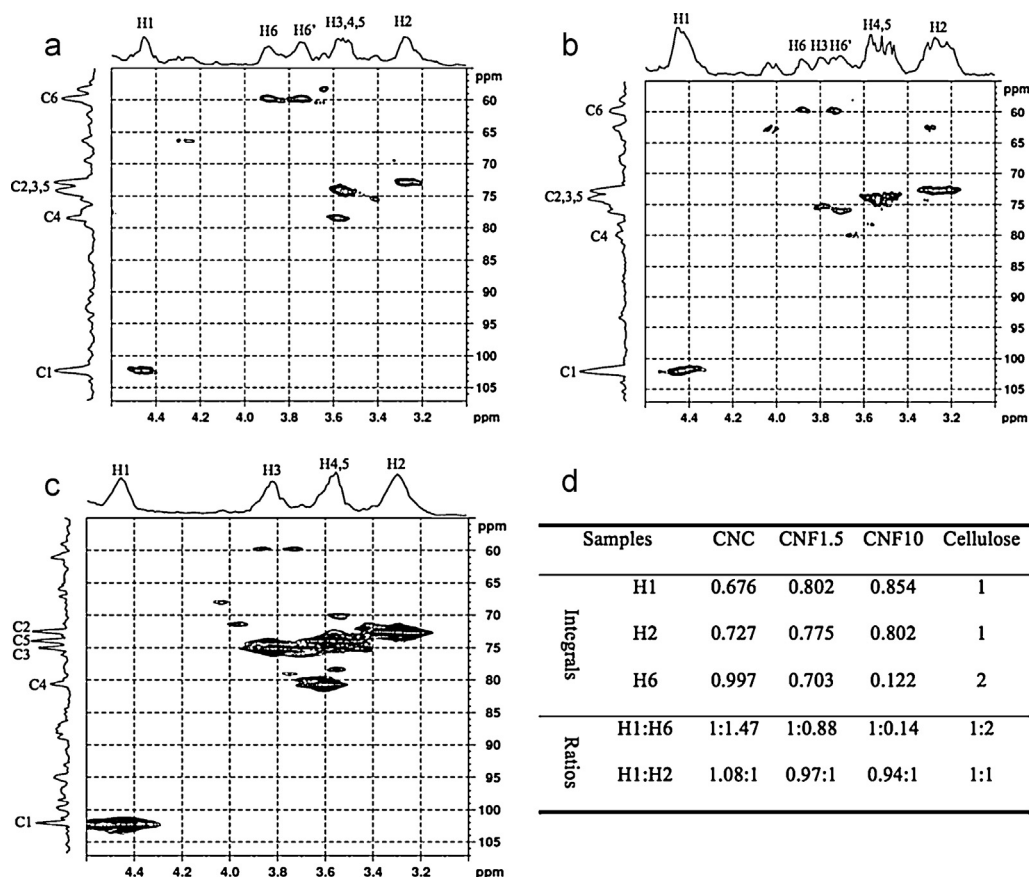 a
H1
H6
H6'
H3,4,5
H2
C6
C2,3,5
C4
C1
ppm
60
65
70
75
80
85
90
95
100
105
4.4
4.2
4.0
3.8
3.6
3.4
3.2
ppm
b
H1
H6
H3
H6'
H4,5
H2
C6
C2,3,5
C4
C1
ppm
60
65
70
75
80
85
90
95
100
105
4.4
4.2
4.0
3.8
3.6
3.4
3.2
ppm
c
H1
H3
H4,5
H2
C2
C5
C3
C4
C1
ppm
60
65
70
75
80
85
90
95
100
105
4.4
4.2
4.0
3.8
3.6
3.4
3.2
ppm
d
Samples CNC CNF1.5 CNF10 Cellulose
Integrals
H1 0.676 0.802 0.854 1
H2 0.727 0.775 0.802 1
H6 0.997 0.703 0.122 2
Ratios
H1:H6 1:1.47 1:0.88 1:0.14 1:2
H1:H2 1.08:1 0.97:1 0.94:1 1:1